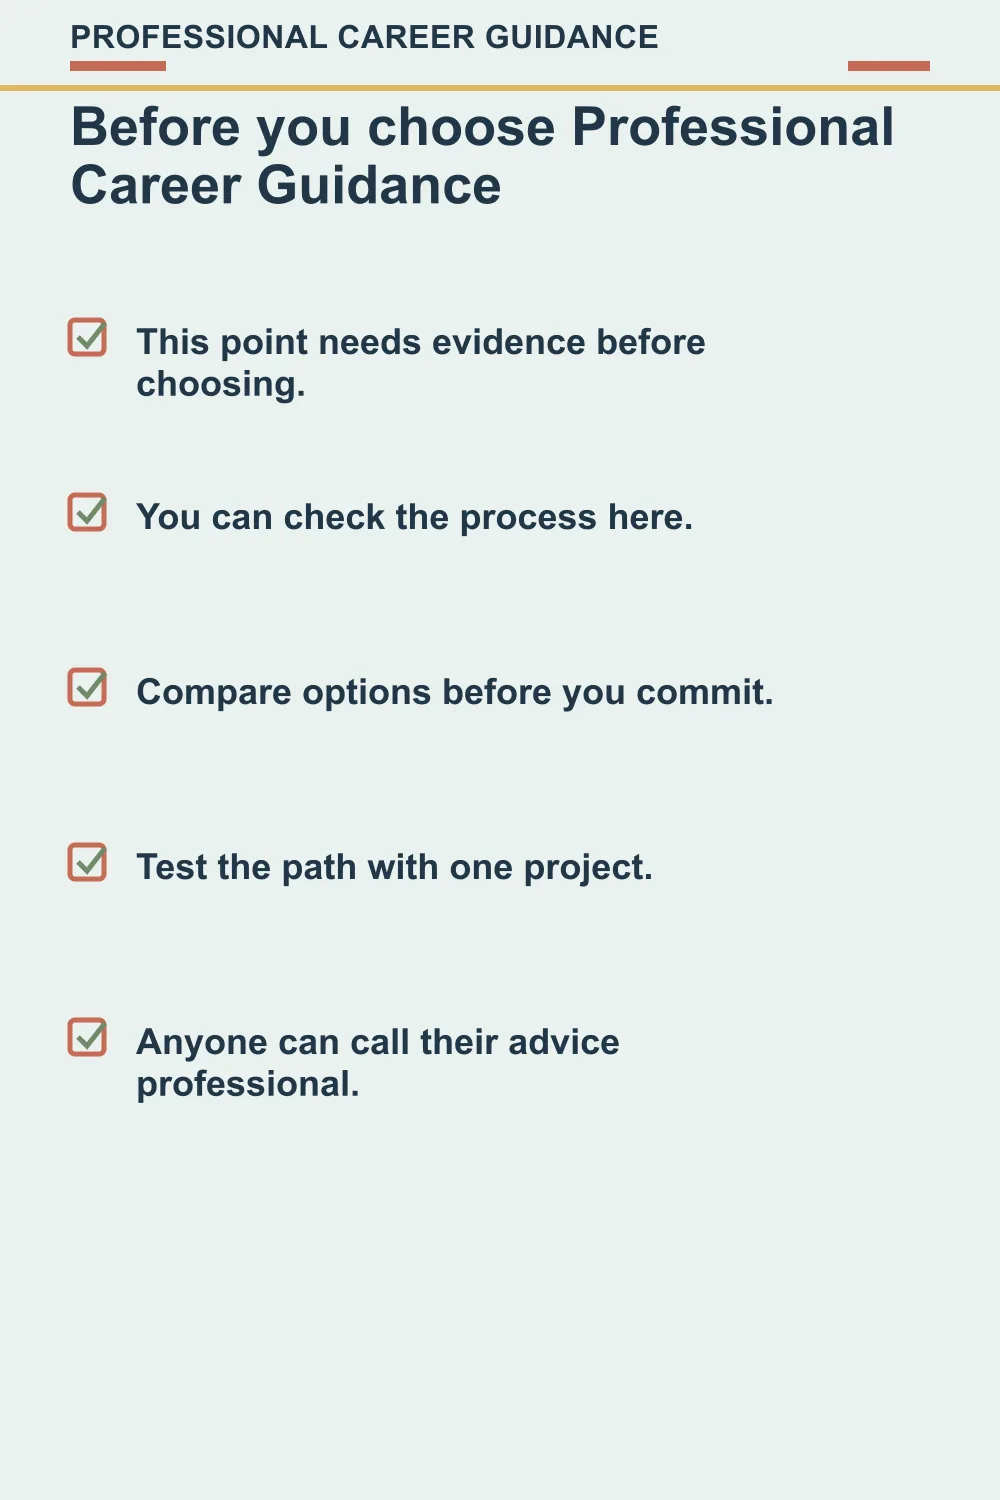 PROFESSIONAL CAREER GUIDANCE
Before you choose Professional
Career Guidance
This point needs evidence before
choosing.
You can check the process here.
Compare options before you commit.
Test the path with one project.
Anyone can call their advice
professional.